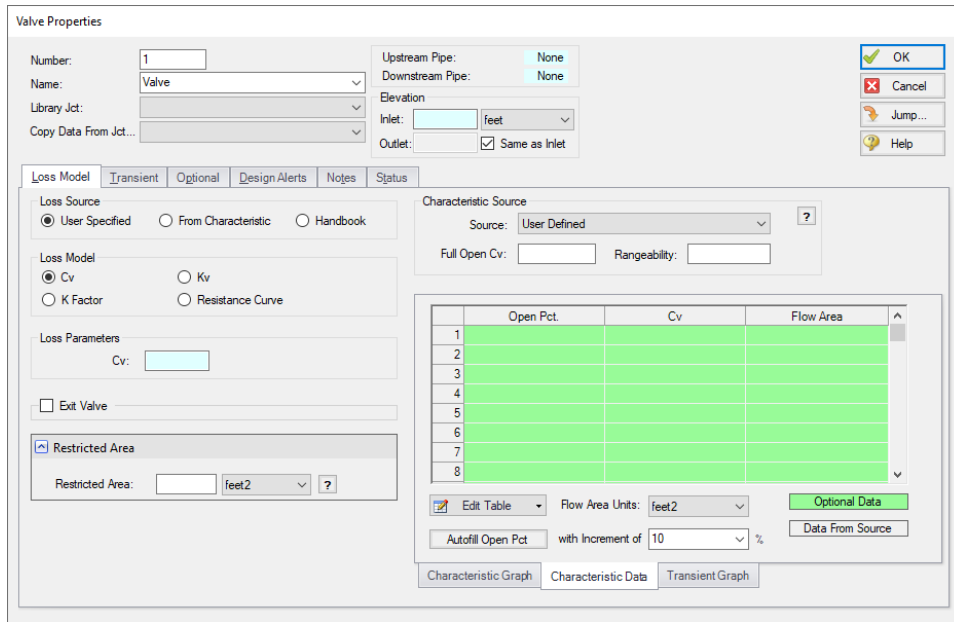 Valve Properties
Number: 1
Name: Valve
Library Jct:
Copy Data From Jct...
Upstream Pipe: None
Downstream Pipe: None
Elevation
Inlet: feet
Outlet: Same as Inlet
OK
Cancel
Jump...
Help
Loss Model Transient Optional Design Alerts Notes Status
Loss Source
User Specified From Characteristic Handbook
Loss Model
Cv Kv
K Factor Resistance Curve
Loss Parameters
Cv:
Exit Valve
Restricted Area
Restricted Area: feet2 ?
Characteristic Source
Source: User Defined ?
Full Open Cv: Rangeability:
Open Pct. Cv Flow Area
1
2
3
4
5
6
7
8
Edit Table Flow Area Units: feet2 Optional Data
Autofill Open Pct with Increment of 10 % Data From Source
Characteristic Graph Characteristic Data Transient Graph